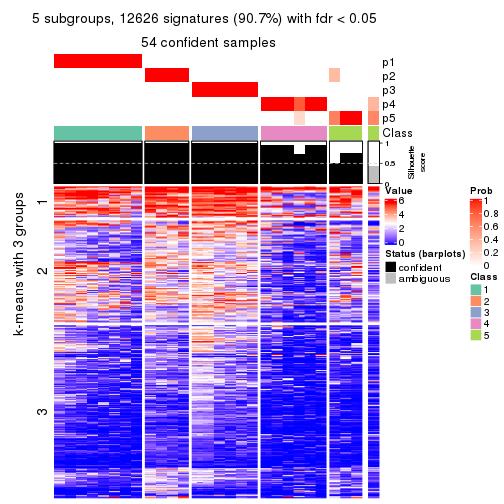 5 subgroups, 12626 signatures (90.7%) with fdr < 0.05
54 confident samples
p1
p2
p3
p4
p5
Class
1
0.5
0
Silhouette
score
k-means with 3 groups
1
2
3
Value
6
4
2
0
Status (barplots)
confident
ambiguous
Prob
1
0.8
0.6
0.4
0.2
0
Class
1
2
3
4
5